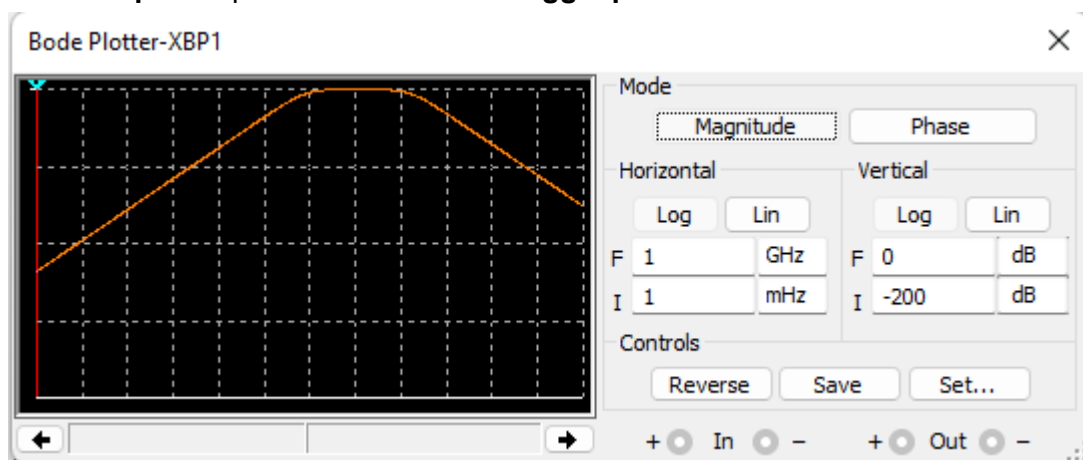 Bode Plotter-XBP1
Mode
Magnitude
Phase
Horizontal
Vertical
Log
Lin
Log
Lin
F 1 GHz
F 0 dB
I 1 mHz
I -200 dB
Controls
Reverse
Save
Set...
+ In −
+ Out −